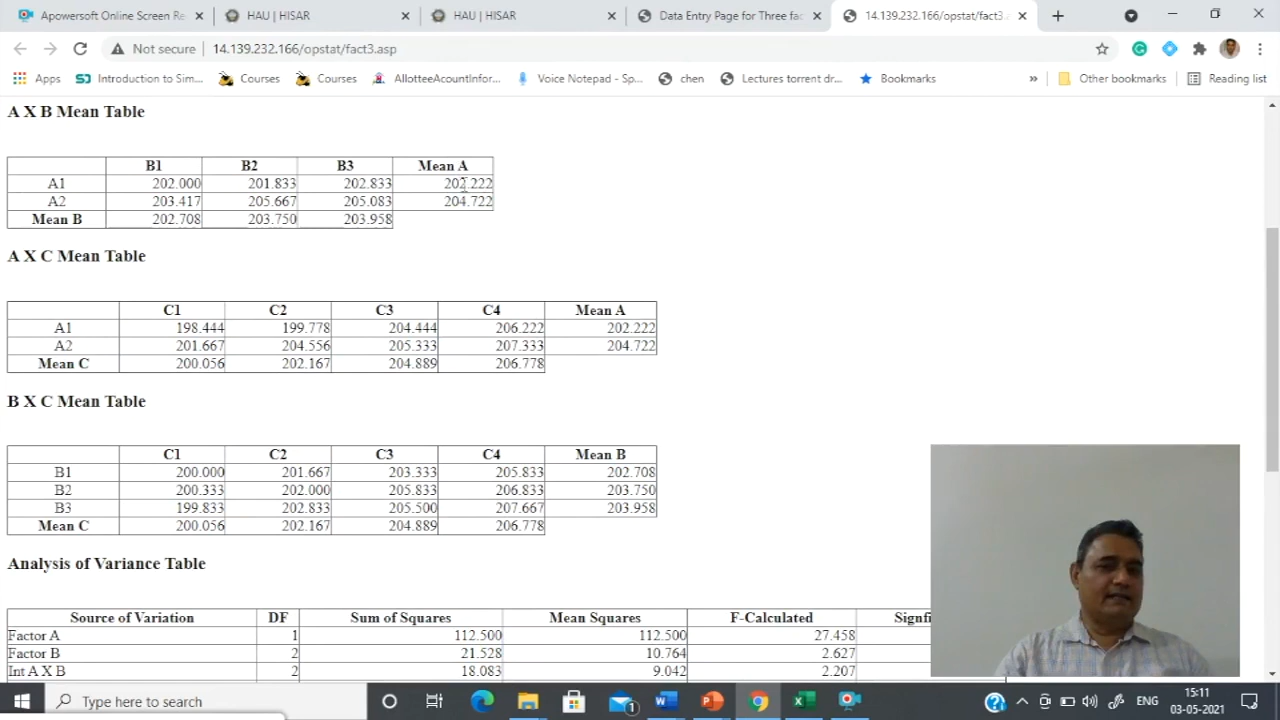 Apowersoft Online Screen Re
HAU | HISAR
HAU | HISAR
Data Entry Page for Three fac
14.139.232.166/opstat/fact3.
Not secure 14.139.232.166/opstat/fact3.asp
Apps Introduction to Sim... Courses Courses AllotteeAcountInfor... Voice Notepad - Sp... chen Lectures torrent dr... Bookmarks » Other bookmarks Reading list
A X B Mean Table
B1 B2 B3 Mean A
A1 202.000 201.833 202.833 202.222
A2 203.417 205.667 205.083 204.722
Mean B 202.708 203.750 203.958
A X C Mean Table
C1 C2 C3 C4 Mean A
A1 198.444 199.778 204.444 206.222 202.222
A2 201.667 204.556 205.333 207.333 204.722
Mean C 200.056 202.167 204.889 206.778
B X C Mean Table
C1 C2 C3 C4 Mean B
B1 200.000 201.667 203.333 205.833 202.708
B2 200.333 202.000 205.833 206.833 203.750
B3 199.833 202.833 205.500 207.667 203.958
Mean C 200.056 202.167 204.889 206.778
Analysis of Variance Table
Source of Variation DF Sum of Squares Mean Squares F-Calculated Signfi
Factor A 1 112.500 112.500 27.458
Factor B 2 21.528 10.764 2.627
Int A X B 2 18.083 9.042 2.207
Type here to search
1
ENG
15:11
03-05-2021